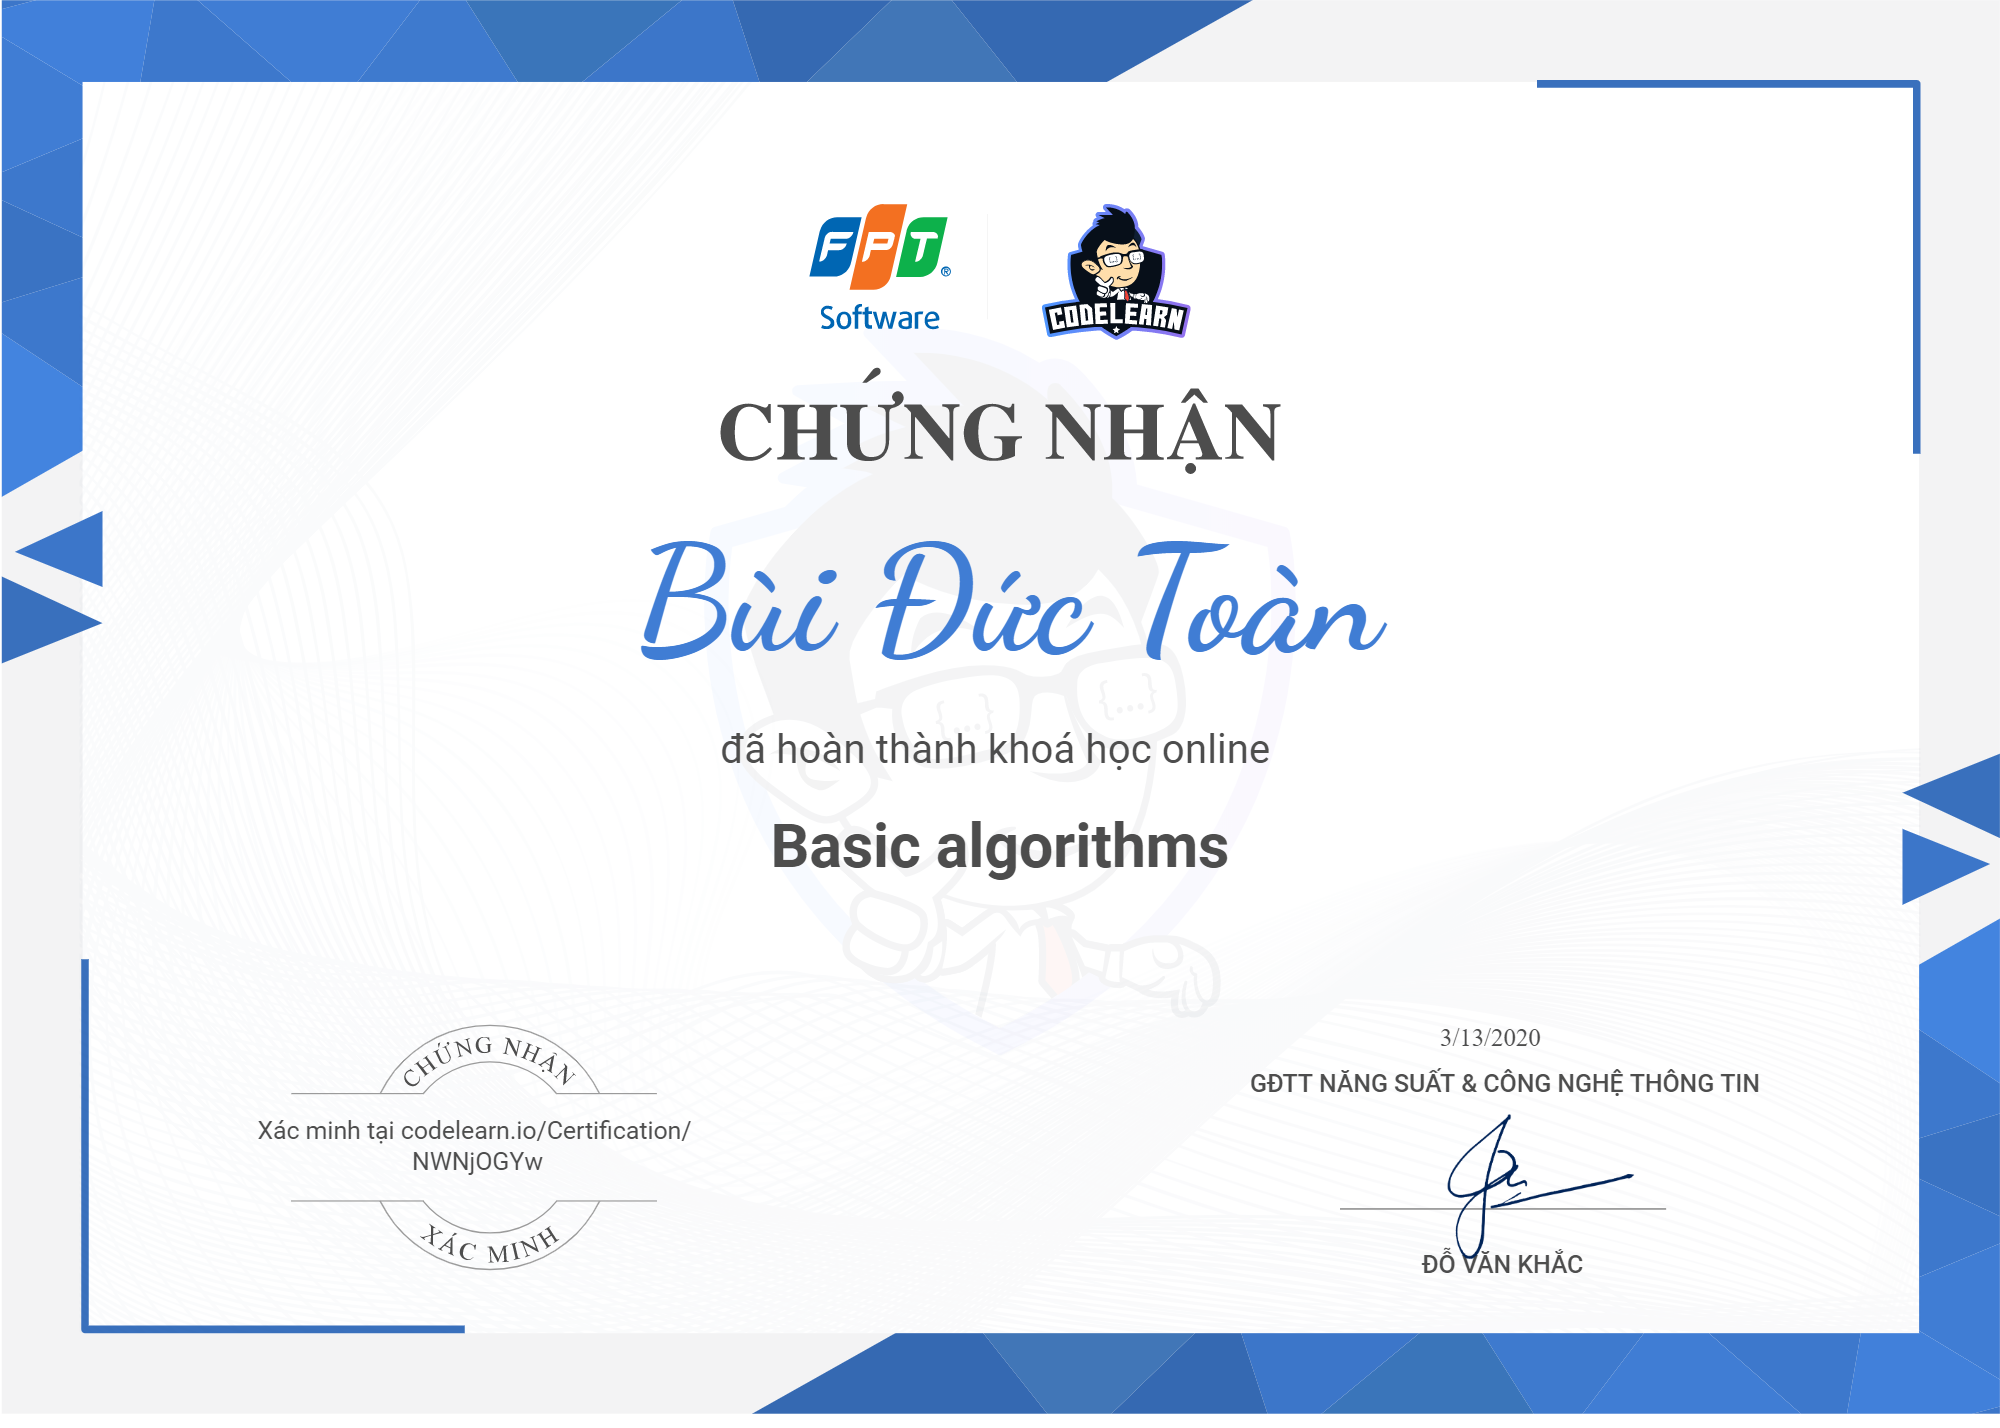 FPT®
Software
CODELEARN
CHỨNG NHẬN
Bùi Đức Toàn
đã hoàn thành khoá học online
Basic algorithms
CHỨNG NHẬN
Xác minh tại codelearn.io/Certification/
NWNjOGYw
XÁC MINH
3/13/2020
GĐTT NĂNG SUẤT & CÔNG NGHỆ THÔNG TIN
ĐỖ VĂN KHẮC